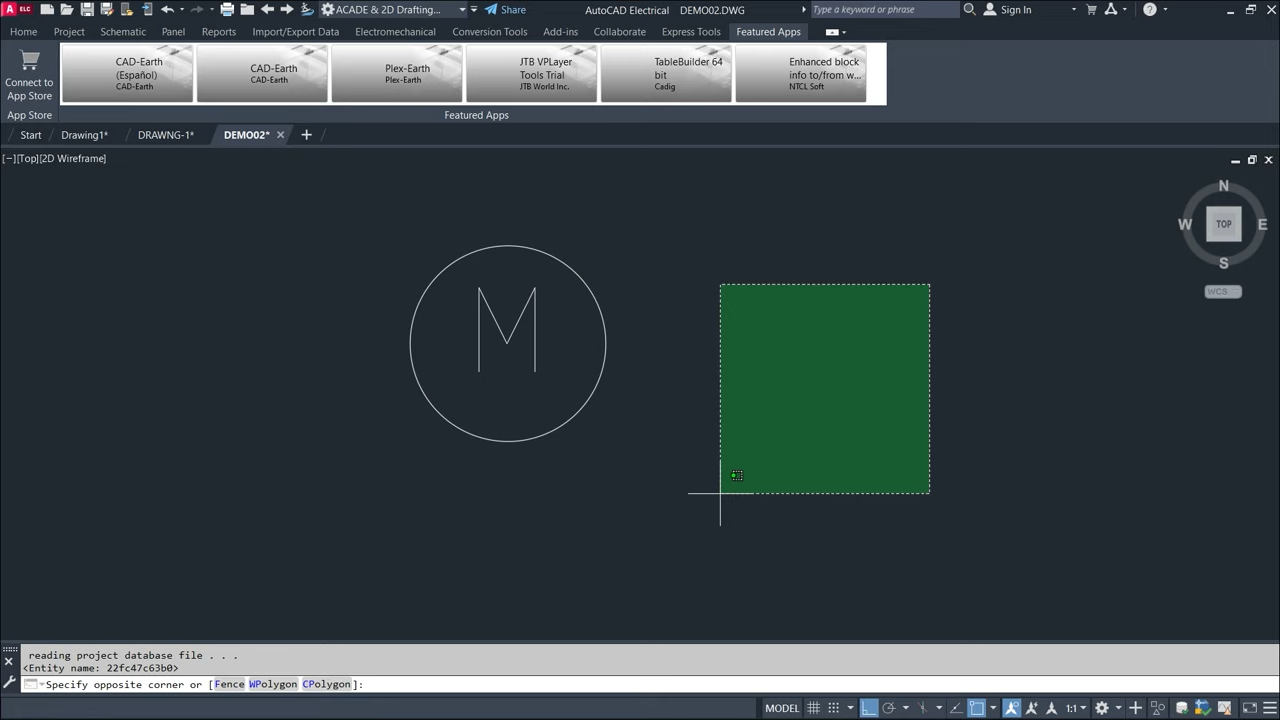 ELC
ACADE & 2D Drafting...
Share
AutoCAD Electrical DEMO02.DWG
Type a keyword or phrase
Sign In
Home Project Schematic Panel Reports Import/Export Data Electromechanical Conversion Tools Add-ins Collaborate Express Tools Featured Apps
Connect to
App Store
CAD-Earth
(Español)
CAD-Earth
CAD-Earth
CAD-Earth
Plex-Earth
Plex-Earth
JTB VPLayer
Tools Trial
JTB World Inc.
TableBuilder 64
bit
Cadig
Enhanced block
info to/from w...
NTCL Soft
App Store
Featured Apps
Start Drawing1* DRAWNG-1* DEMO02*
[−][Top][2D Wireframe]
N
W TOP E
S
WCS
M
reading project database file . . .
<Entity name: 22fc47c63b0>
Specify opposite corner or [Fence WPolygon CPolygon]:
MODEL 1:1